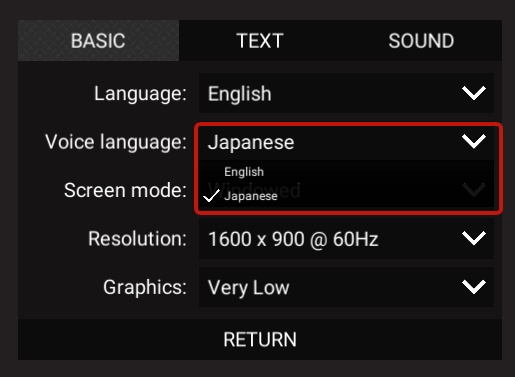 BASIC TEXT SOUND
Language: English
Voice language: Japanese
English
Screen mode: Windowed
Japanese
Resolution: 1600 x 900 @ 60Hz
Graphics: Very Low
RETURN